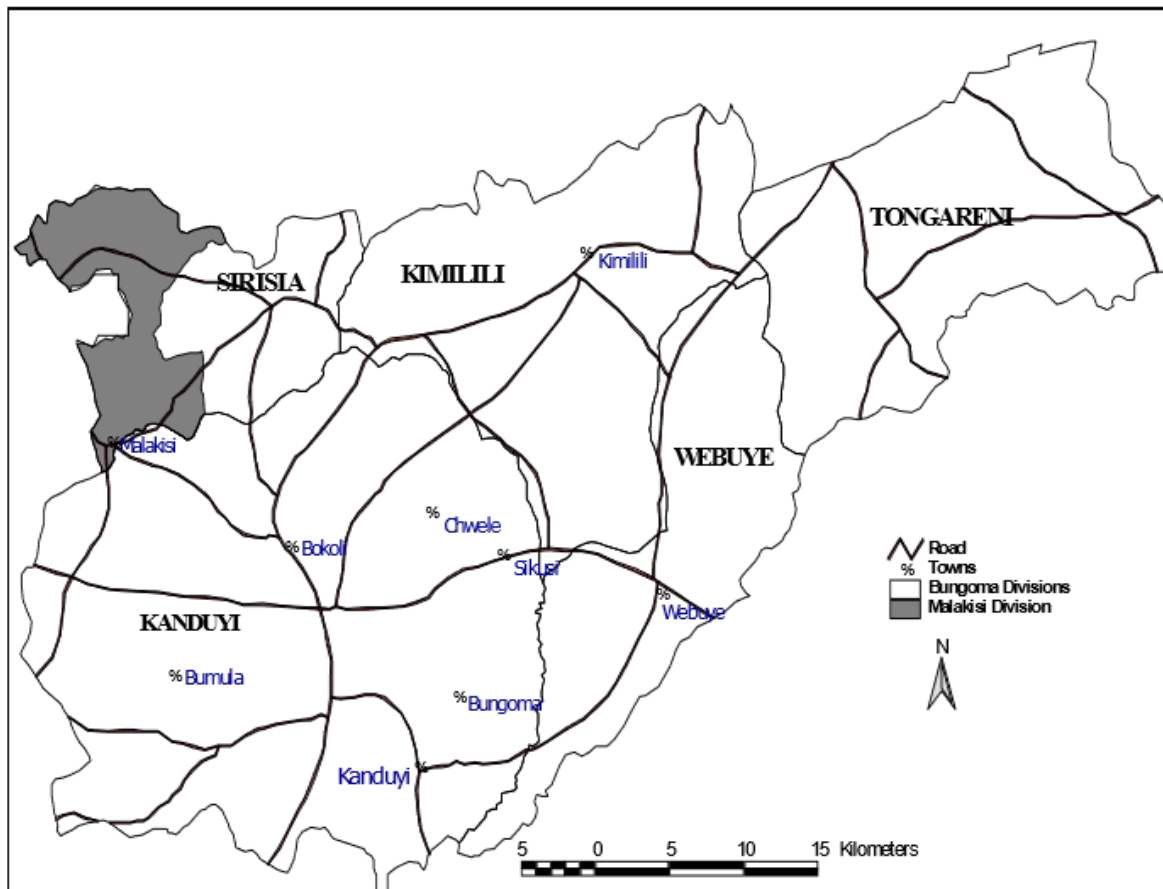 TONGARENI
% Kimilili
KIMILILI
SIRISIA
% Malakisi
WEBUYE
% Chwele
% Bokoli
% Sikusi
Road
% Towns
Bungoma Divisions
Malakisi Division
% Webuye
KANDUYI
% Bumula
% Bungoma
N
Kanduyi %
5 0 5 10 15 Kilometers